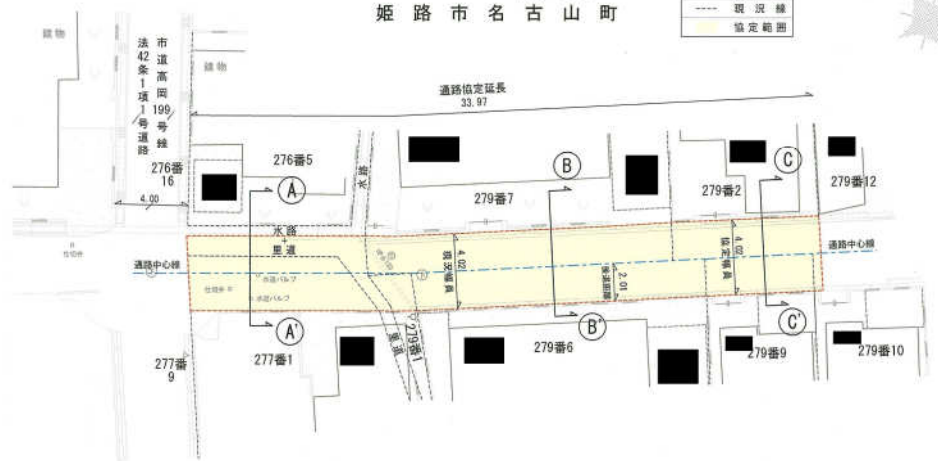 姫路市名古山町
現況線
協定範囲
建物
建物
市道高岡199号線
法42条1項1号道路
通路協定延長
33.97
276番
16
276番5
水路
279番7
279番2
279番12
A
B
C
4.00
水路
+
里道
通路中心線
通路中心線
仕切弁
仕切弁
水道バルブ
水道バルブ
4.02
現況幅員
2.01
後退距離
4.02
協定幅員
A'
B'
C'
277番
9
277番1
里道
279番1
279番6
279番9
279番10